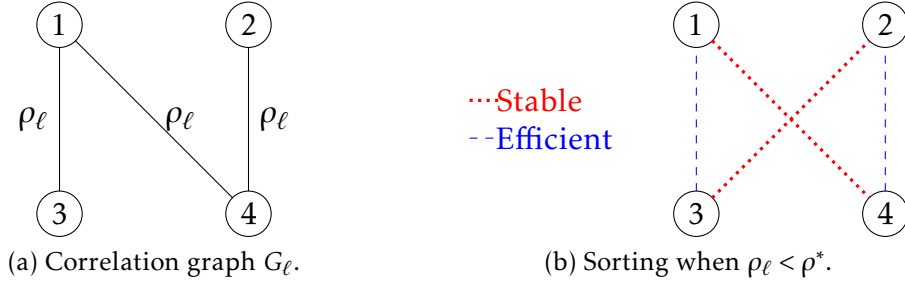 1 2
ρℓ ρℓ ρℓ
3 4
(a) Correlation graph Gℓ.
1 2
Stable
Efficient
3 4
(b) Sorting when ρℓ < ρ*.